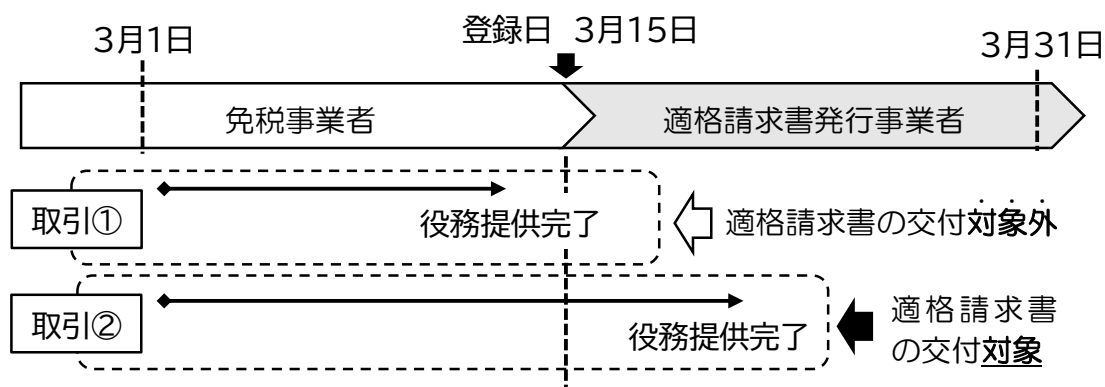 3月1日
登録日 3月15日
3月31日
免税事業者
適格請求書発行事業者
取引①
役務提供完了
適格請求書の交付対象外
取引②
役務提供完了
適格請求書
の交付対象